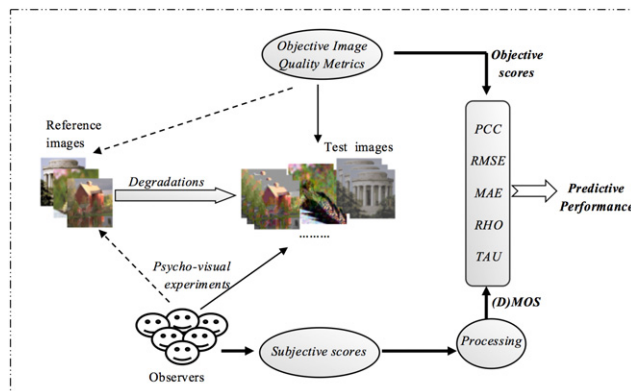 Objective Image
Quality Metrics
Objective
scores
Reference
images
Test images
Degradations
.........
PCC
RMSE
MAE
RHO
TAU
Predictive
Performance
Psycho-visual
experiments
(D)MOS
Observers
Subjective scores
Processing